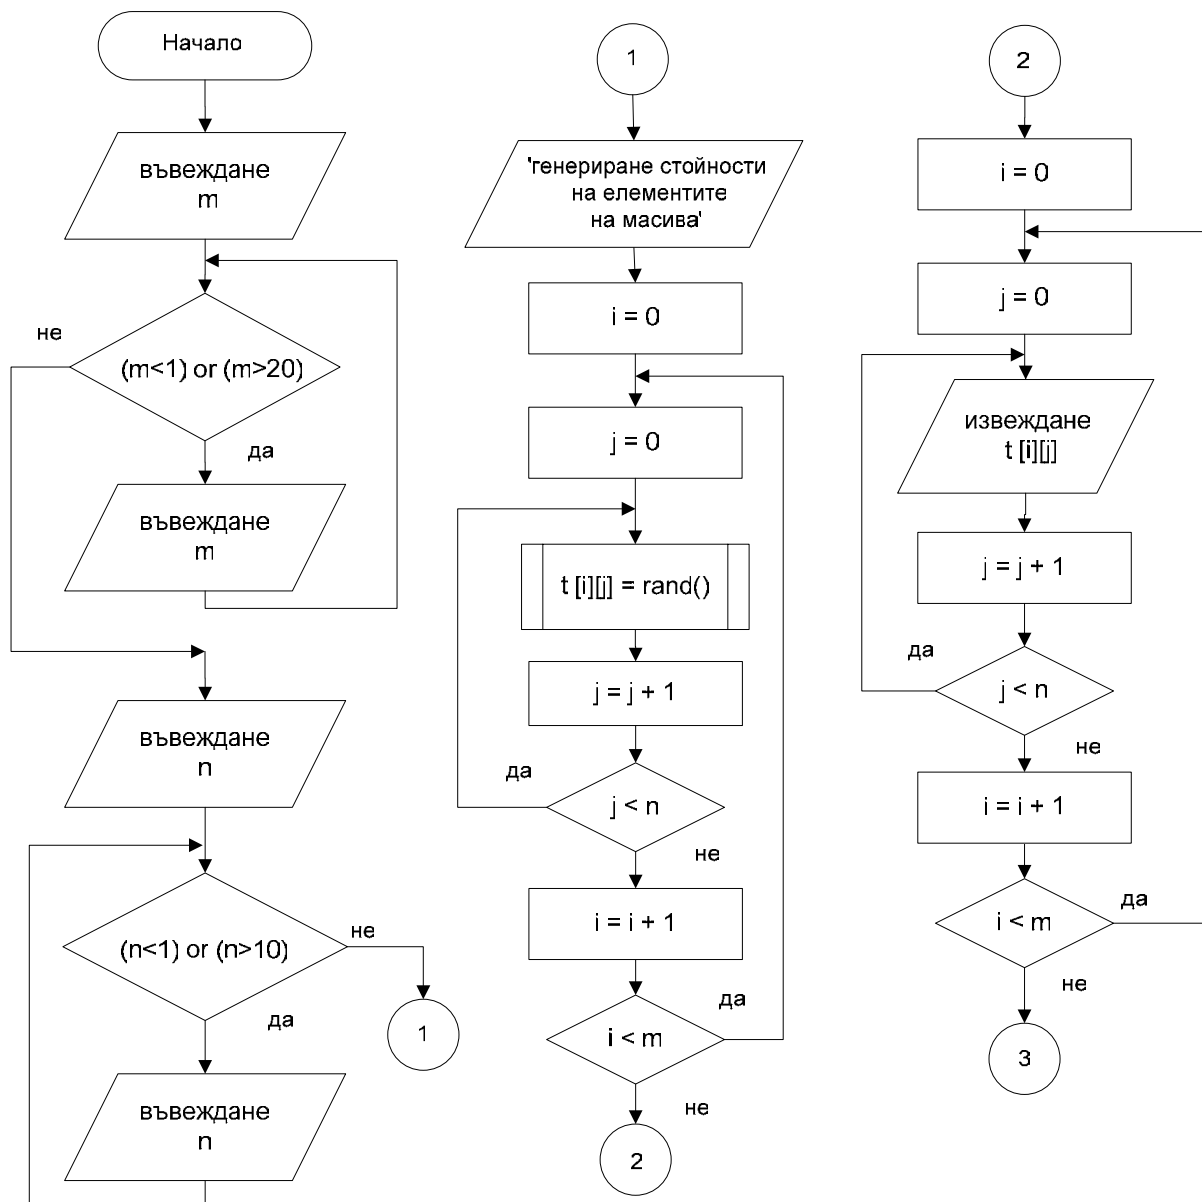 Начало
въвеждане
m
не
(m<1) or (m>20)
да
въвеждане
m
въвеждане
n
(n<1) or (n>10)
не
да
1
въвеждане
n
1
'генериране стойности
на елементите
на масива'
i = 0
j = 0
t [i][j] = rand()
j = j + 1
да
j < n
не
i = i + 1
да
i < m
не
2
2
i = 0
j = 0
извеждане
t [i][j]
j = j + 1
да
j < n
не
i = i + 1
да
i < m
не
3